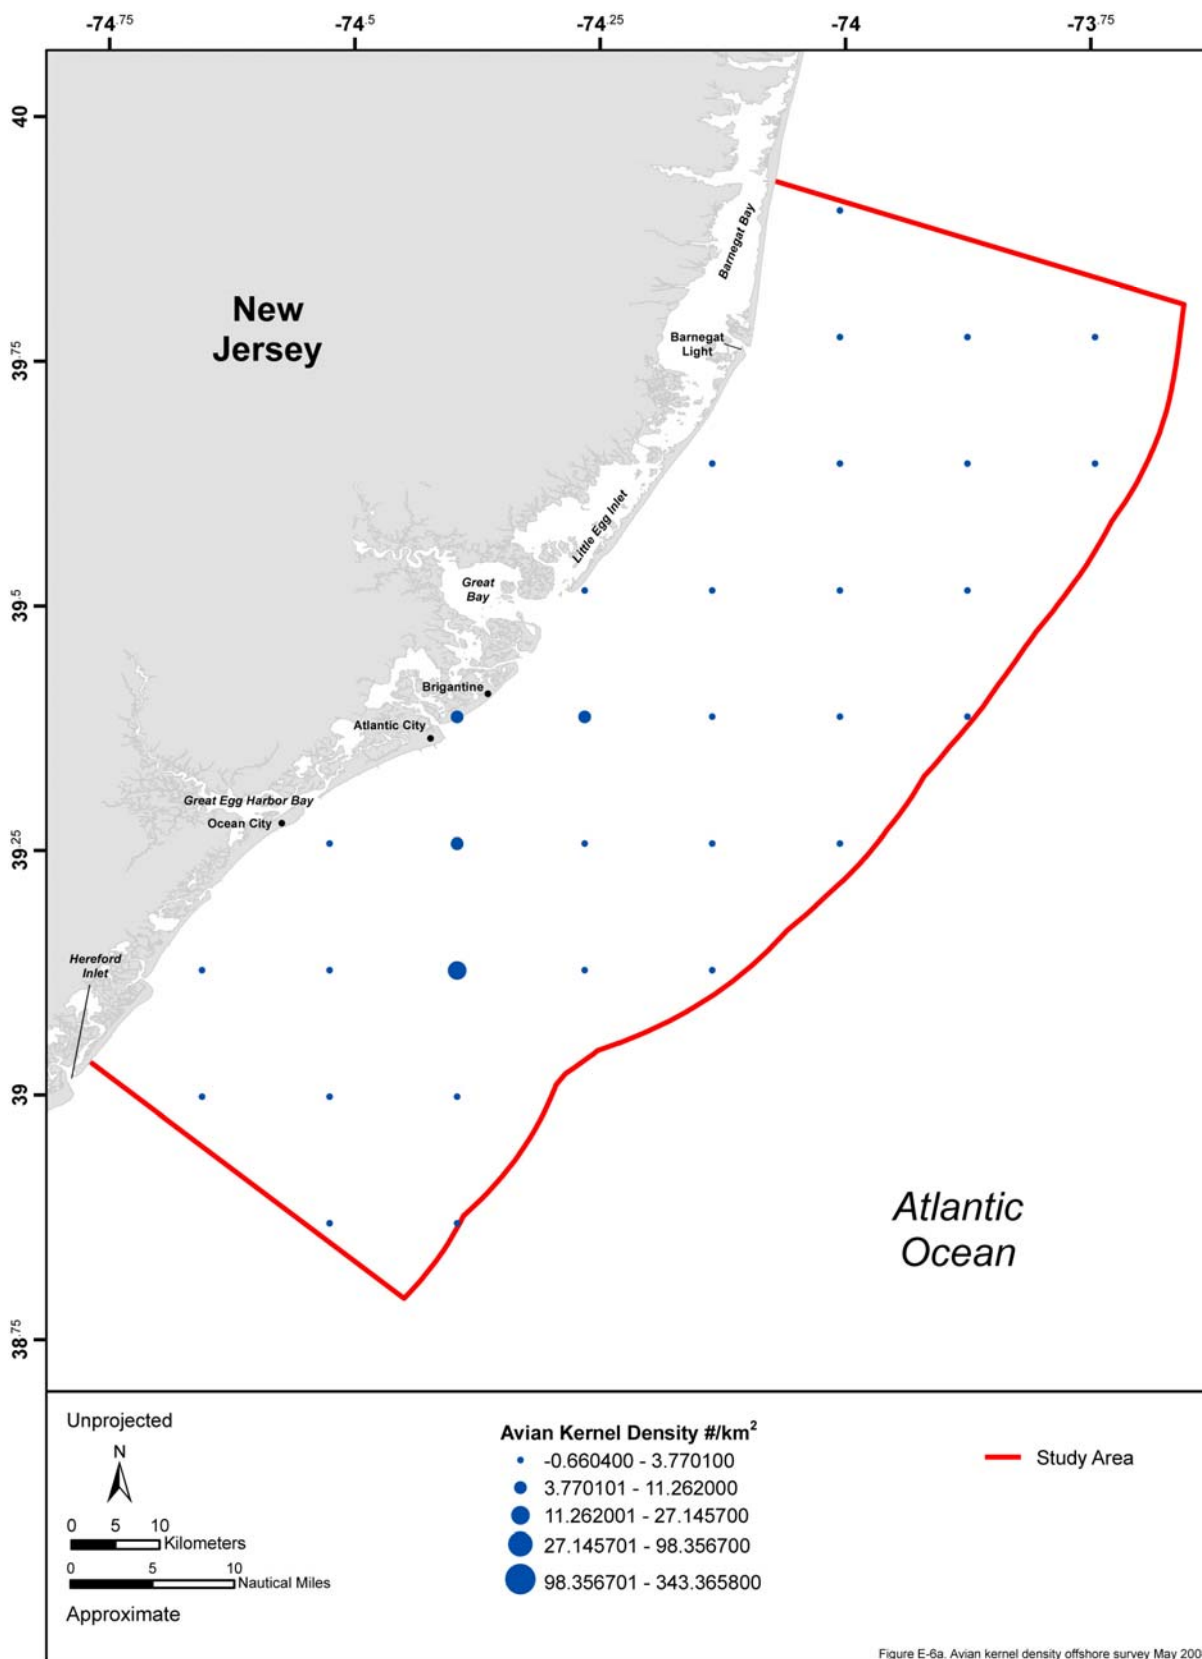 -74.75 -74.5 -74.25 -74 -73.75
40
39.75
39.5
39.25
39
38.75
New
Jersey
Barnegat Bay
Barnegat
Light
Little Egg Inlet
Great
Bay
Brigantine
Atlantic City
Great Egg Harbor Bay
Ocean City
Hereford
Inlet
Atlantic
Ocean
Unprojected
N
0 5 10
Kilometers
0 5 10
Nautical Miles
Approximate
Avian Kernel Density #/km²
-0.660400 - 3.770100
3.770101 - 11.262000
11.262001 - 27.145700
27.145701 - 98.356700
98.356701 - 343.365800
Study Area
Figure E-6a. Avian kernel density offshore survey May 200